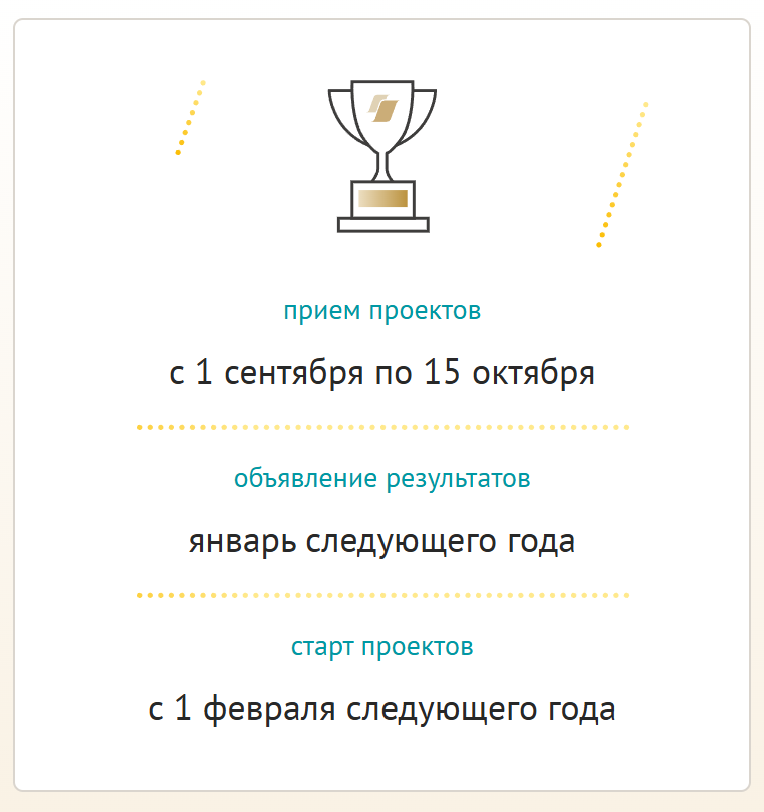 прием проектов
с 1 сентября по 15 октября
объявление результатов
январь следующего года
старт проектов
с 1 февраля следующего года